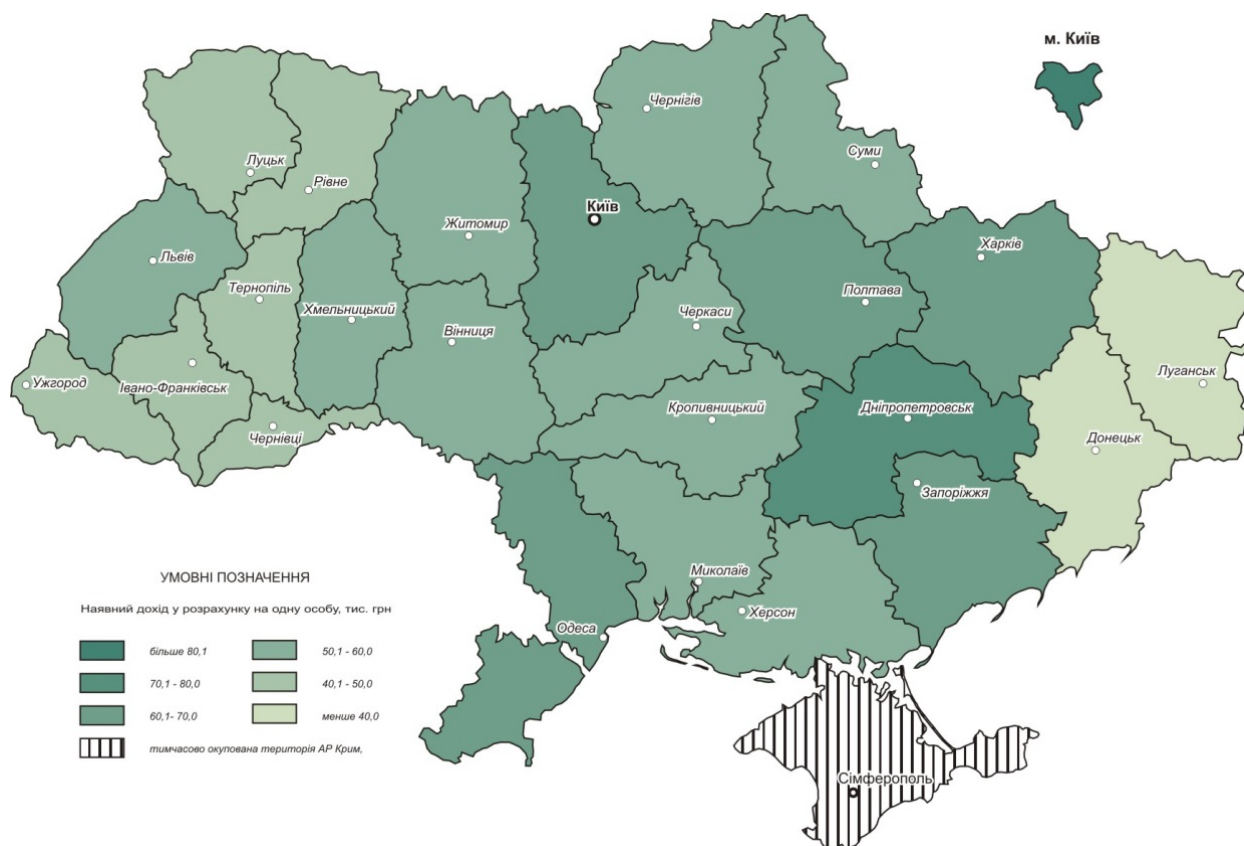 м. Київ
Чернігів
Суми
Луцьк
Рівне
Київ
Житомир
Харків
Львів
Тернопіль
Хмельницький
Полтава
Черкаси
Вінниця
Ужгород
Івано-Франківськ
Луганськ
Кропивницький
Дніпропетровськ
Чернівці
Донецьк
Запоріжжя
Миколаїв
Херсон
Одеса
Сімферополь
УМОВНІ ПОЗНАЧЕННЯ
Наявний дохід у розрахунку на одну особу, тис. грн
більше 80,1
50,1 - 60,0
70,1 - 80,0
40,1 - 50,0
60,1- 70,0
менше 40,0
тимчасово окупована територія АР Крим,